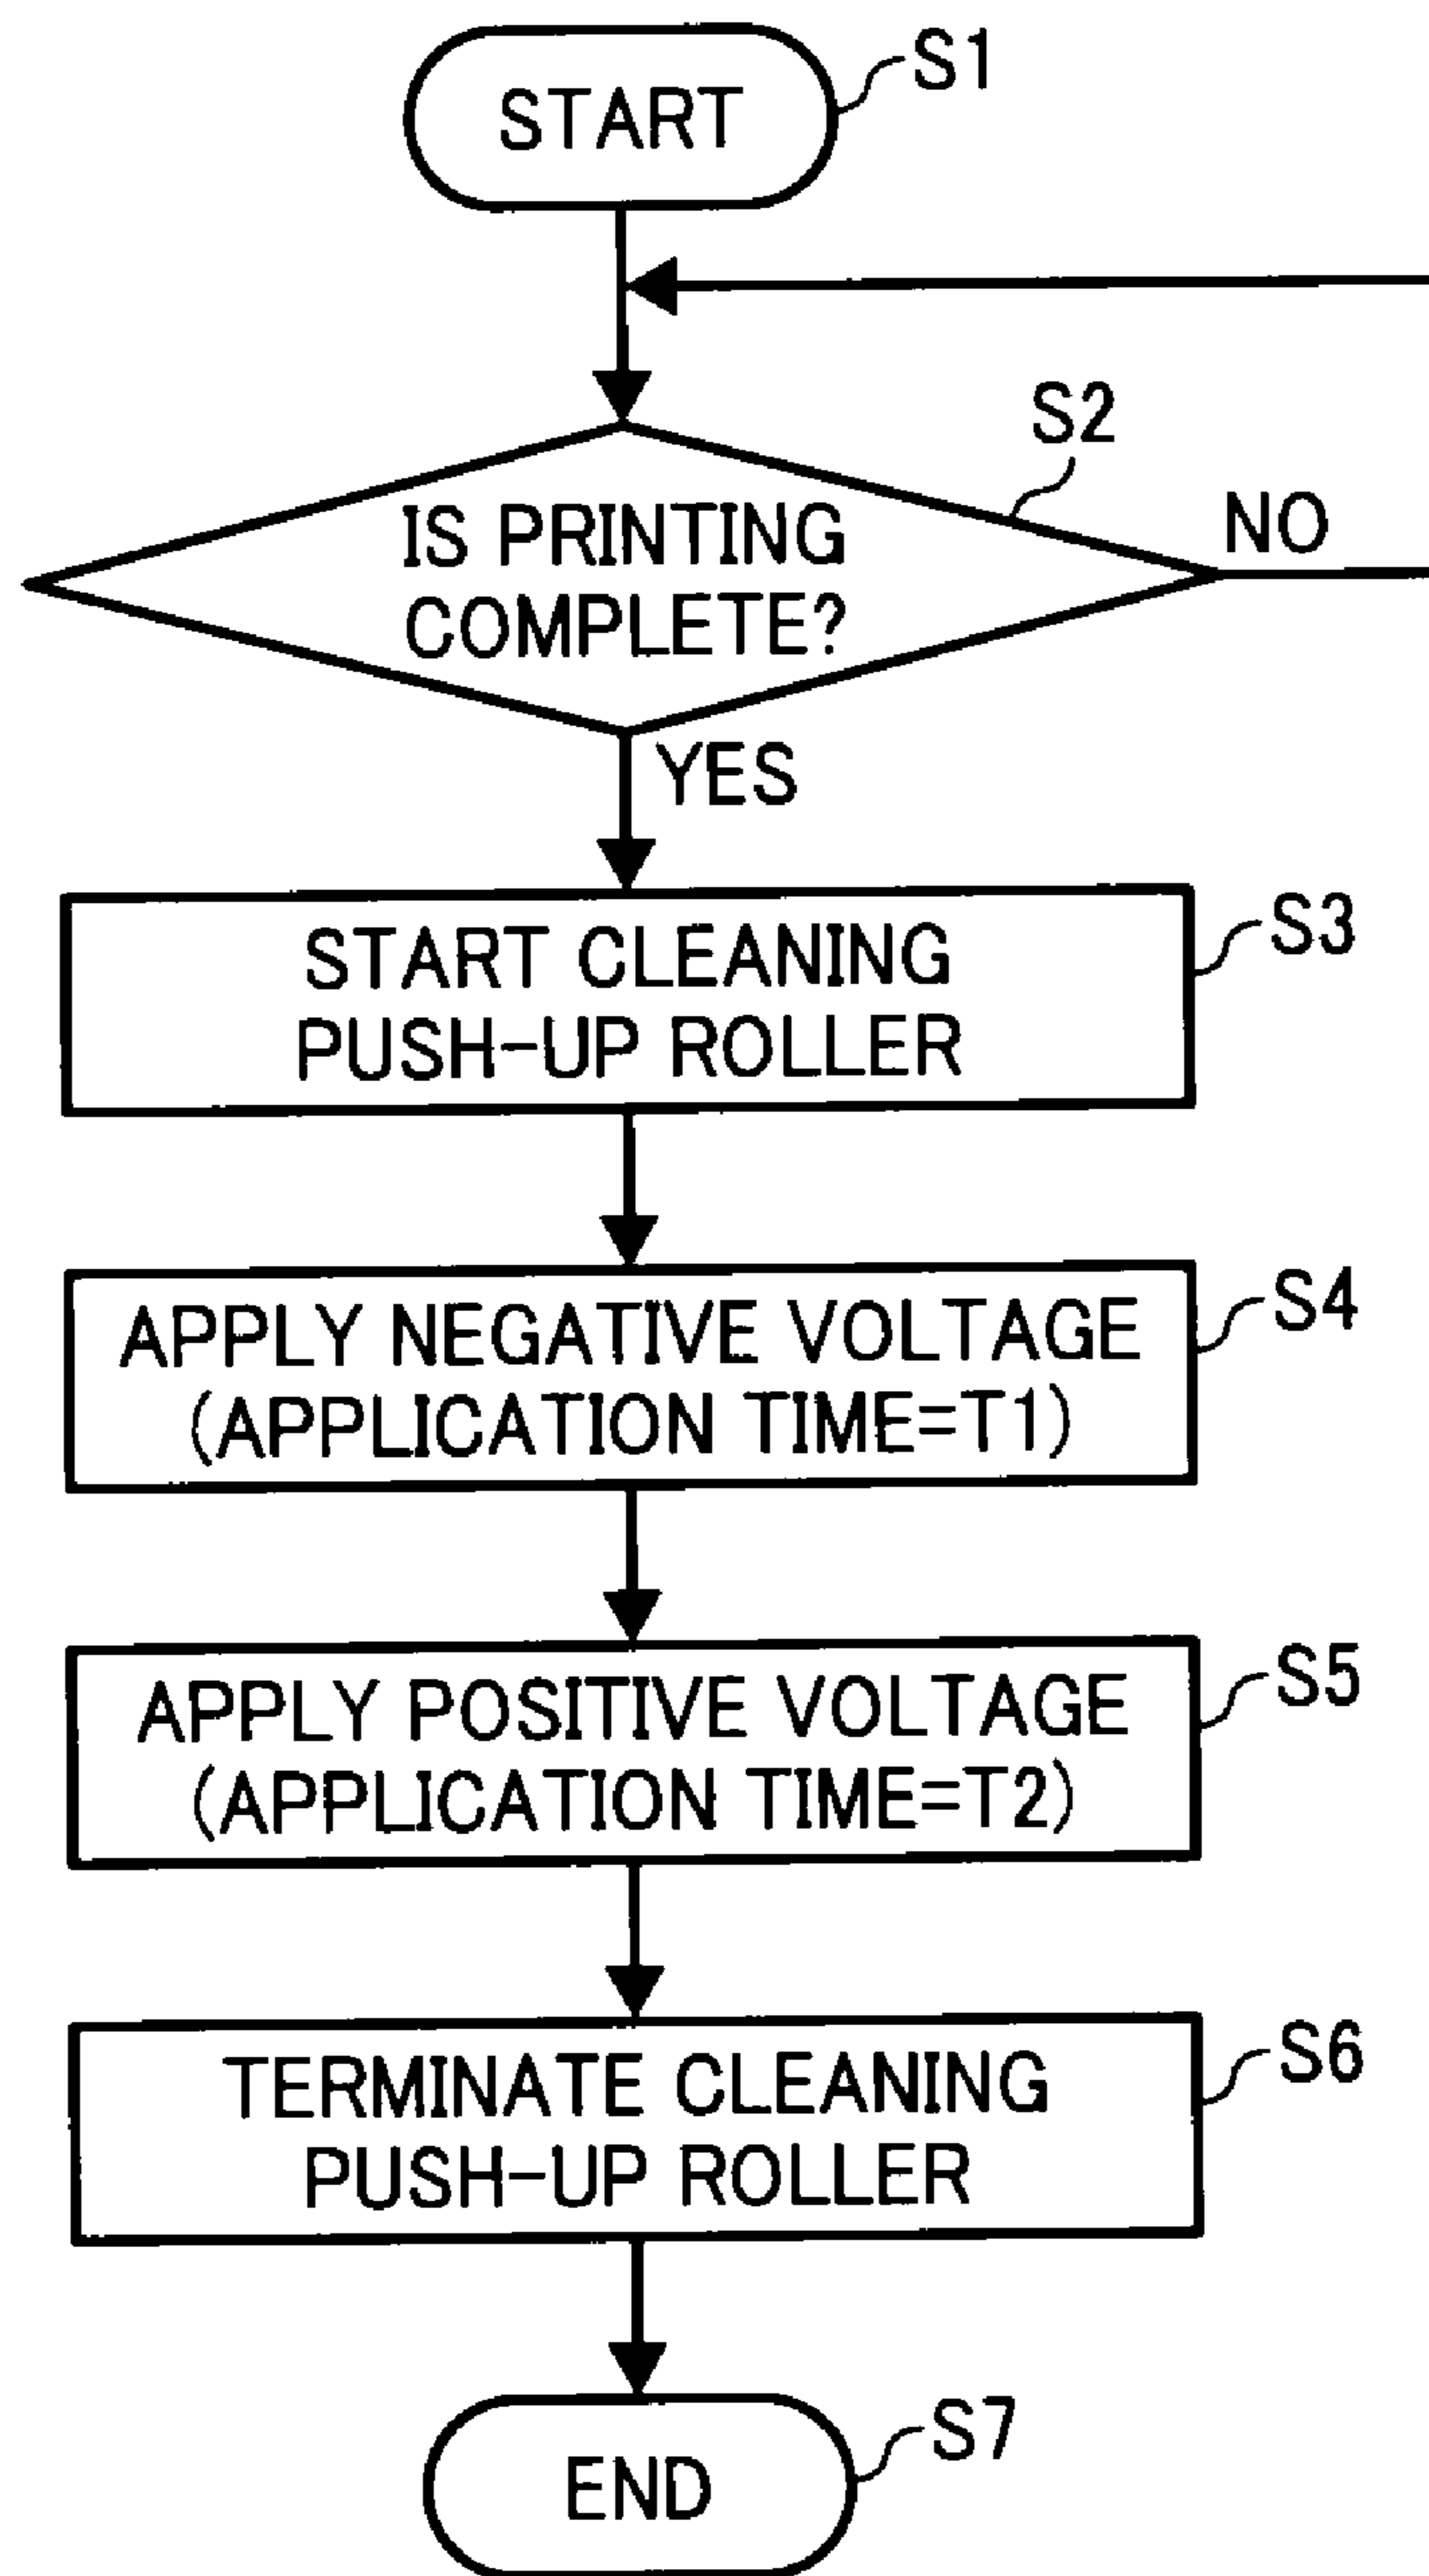 START
S1
S2
IS PRINTING
COMPLETE?
NO
YES
START CLEANING
PUSH-UP ROLLER
S3
APPLY NEGATIVE VOLTAGE
(APPLICATION TIME=T1)
S4
APPLY POSITIVE VOLTAGE
(APPLICATION TIME=T2)
S5
TERMINATE CLEANING
PUSH-UP ROLLER
S6
END
S7